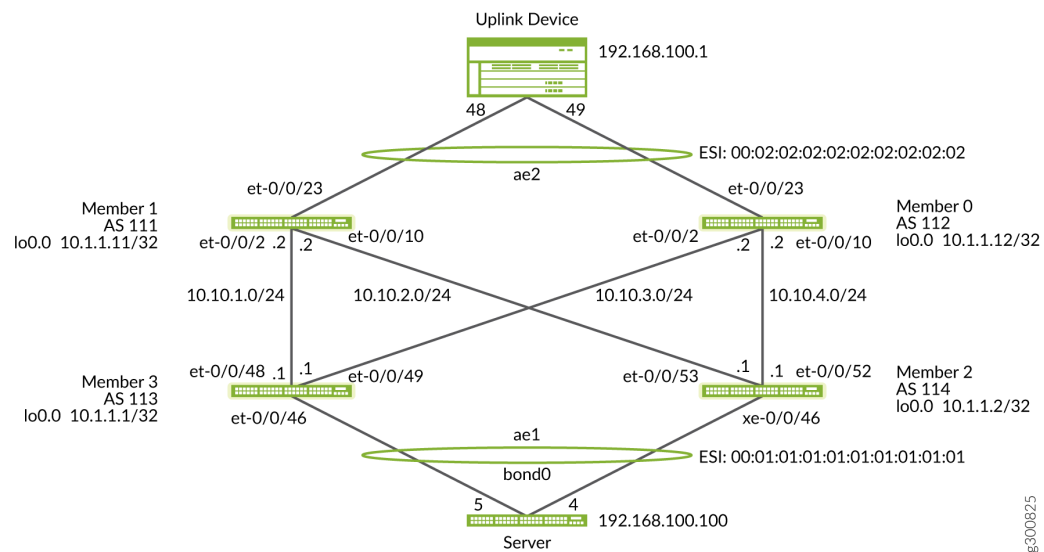 Uplink Device
192.168.100.1
48
49
ESI: 00:02:02:02:02:02:02:02:02:02
ae2
et-0/0/23
et-0/0/23
Member 1
AS 111
lo0.0 10.1.1.11/32
Member 0
AS 112
lo0.0 10.1.1.12/32
et-0/0/2
.2
.2
et-0/0/10
et-0/0/2
.2
.2
et-0/0/10
10.10.1.0/24
10.10.2.0/24
10.10.3.0/24
10.10.4.0/24
et-0/0/48
.1
.1
et-0/0/49
et-0/0/53
.1
.1
et-0/0/52
Member 3
AS 113
lo0.0 10.1.1.1/32
Member 2
AS 114
lo0.0 10.1.1.2/32
et-0/0/46
xe-0/0/46
ae1
ESI: 00:01:01:01:01:01:01:01:01:01
bond0
5
4
192.168.100.100
Server
g300825